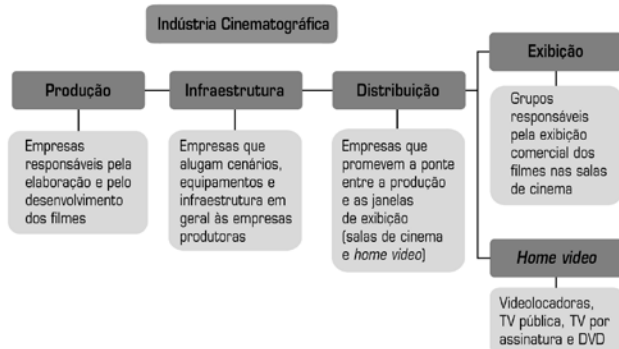 Indústria Cinematográfica
Produção
Empresas
responsáveis pela
elaboração e pelo
desenvolvimento
dos filmes
Infraestrutura
Empresas que
alugam cenários,
equipamentos e
infraestrutura em
geral às empresas
produtoras
Distribuição
Empresas que
promovem a ponte
entre a produção
e as janelas
de exibição
(salas de cinema
e home video)
Exibição
Grupos
responsáveis
pela exibição
comercial dos
filmes nas salas
de cinema
Home video
Videolocadoras,
TV pública, TV por
assinatura e DVD